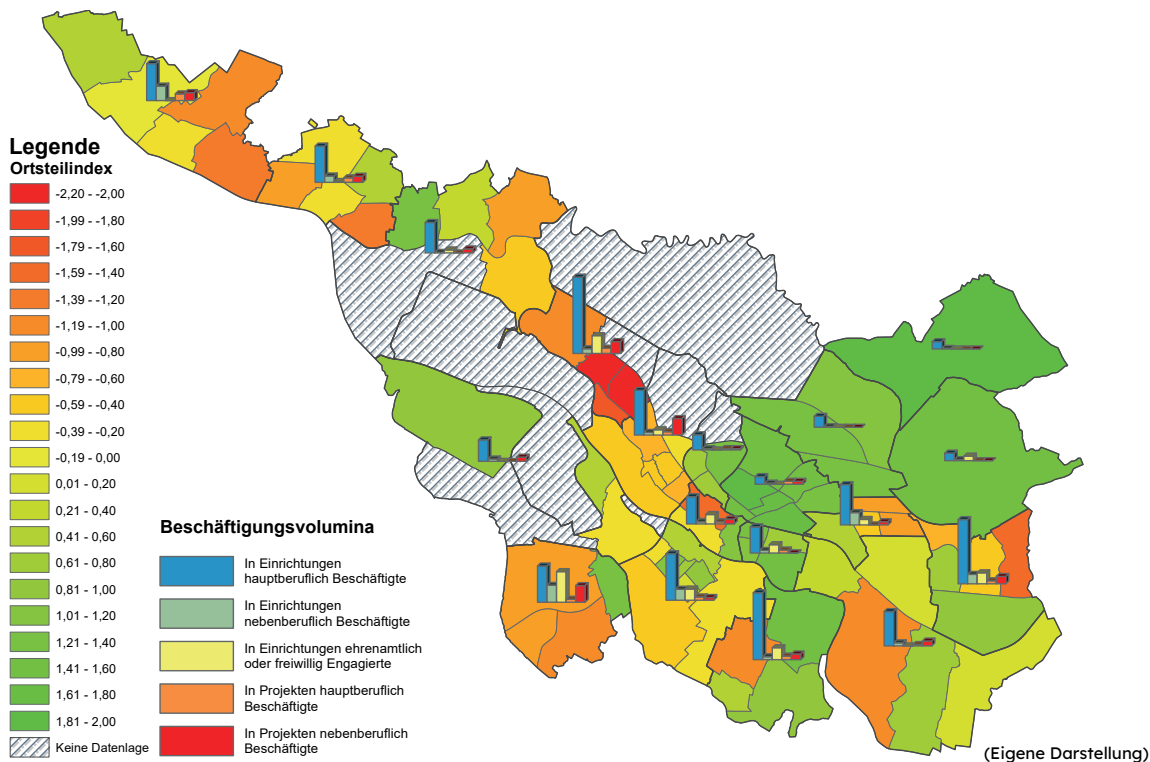 Legende
Ortsteilindex
-2,20 - -2,00
-1,99 - -1,80
-1,79 - -1,60
-1,59 - -1,40
-1,39 - -1,20
-1,19 - -1,00
-0,99 - -0,80
-0,79 - -0,60
-0,59 - -0,40
-0,39 - -0,20
-0,19 - 0,00
0,01 - 0,20
0,21 - 0,40
0,41 - 0,60
0,61 - 0,80
0,81 - 1,00
1,01 - 1,20
1,21 - 1,40
1,41 - 1,60
1,61 - 1,80
1,81 - 2,00
Keine Datenlage
Beschäftigungsvolumina
In Einrichtungen
hauptberuflich Beschäftigte
In Einrichtungen
nebenberuflich Beschäftigte
In Einrichtungen ehrenamtlich
oder freiwillig Engagierte
In Projekten hauptberuflich
Beschäftigte
In Projekten nebenberuflich
Beschäftigte
(Eigene Darstellung)